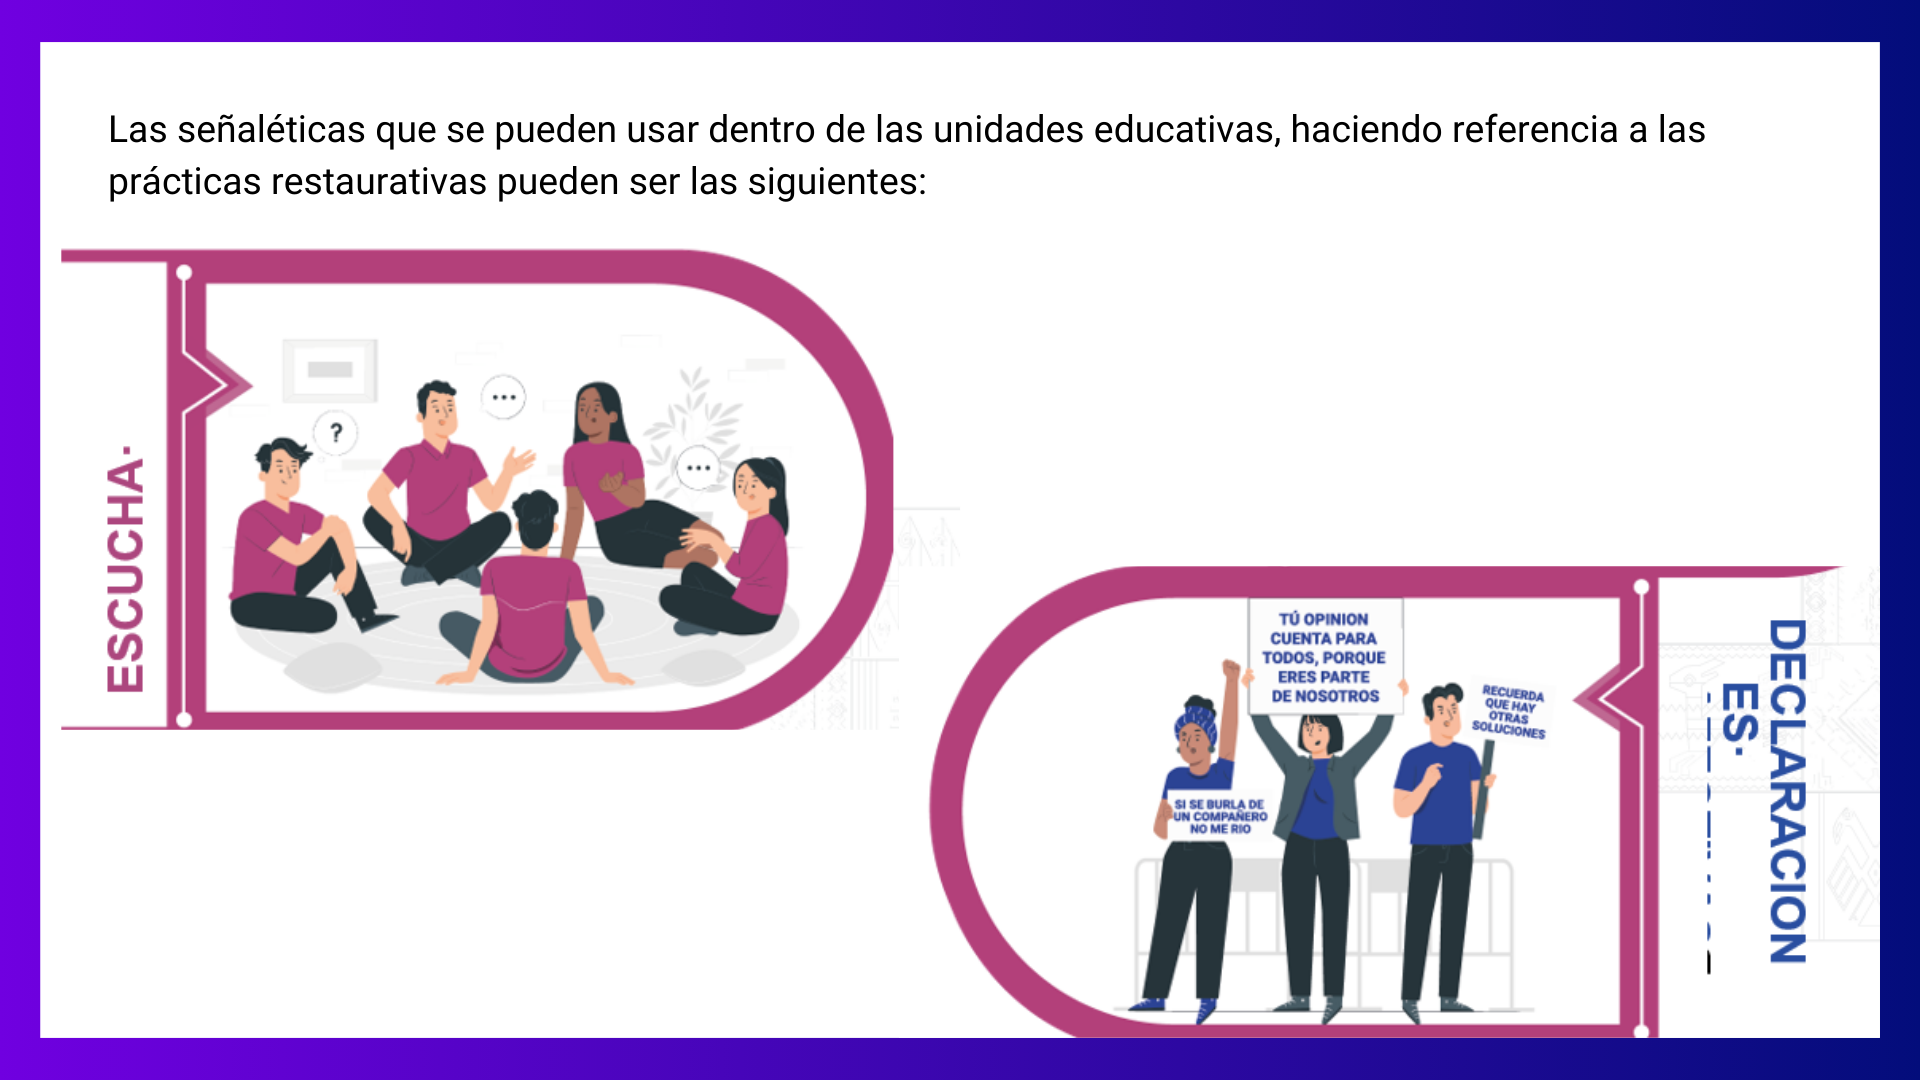 Las señaléticas que se pueden usar dentro de las unidades educativas, haciendo referencia a las
prácticas restaurativas pueden ser las siguientes:
ESCUCHA.
?
...
...
TÚ OPINION
CUENTA PARA
TODOS, PORQUE
ERES PARTE
DE NOSOTROS
RECUERDA
QUE HAY
OTRAS
SOLUCIONES
SI SE BURLA DE
UN COMPAÑERO
NO ME RIO
DECLARACION
ES.